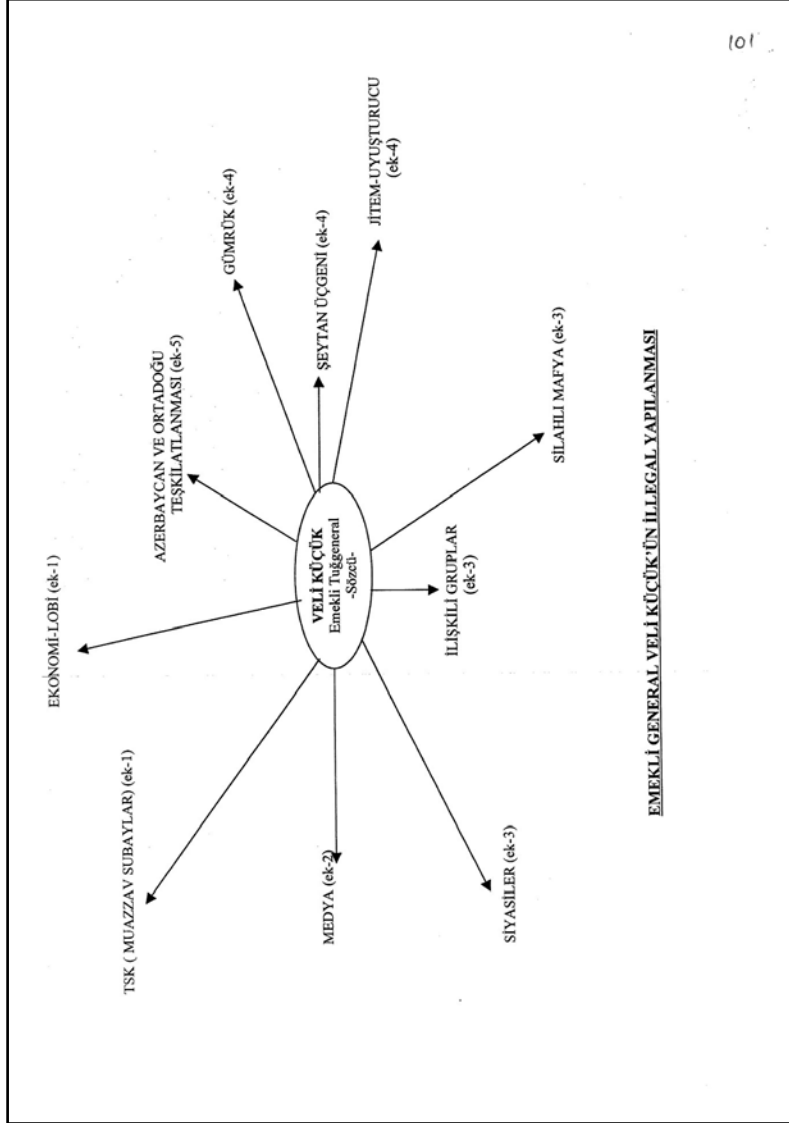 101
EKONOMİ-LOBİ (ek-1)
TSK ( MUAZZAV SUBAYLAR) (ek-1)
AZERBAYCAN VE ORTADOĞU
TEŞKİLATLANMASI (ek-5)
GÜMRÜK (ek-4)
ŞEYTAN ÜÇGENİ (ek-4)
JİTEM-UYUŞTURUCU
(ek-4)
MEDYA (ek-2)
VELİ KÜÇÜK
Emekli Tuğgeneral
-Sözcü-
İLİŞKİLİ GRUPLAR
(ek-3)
SİYASİLER (ek-3)
SİLAHLI MAFYA (ek-3)
EMEKLİ GENERAL VELİ KÜÇÜK'ÜN İLLEGAL YAPILANMASI